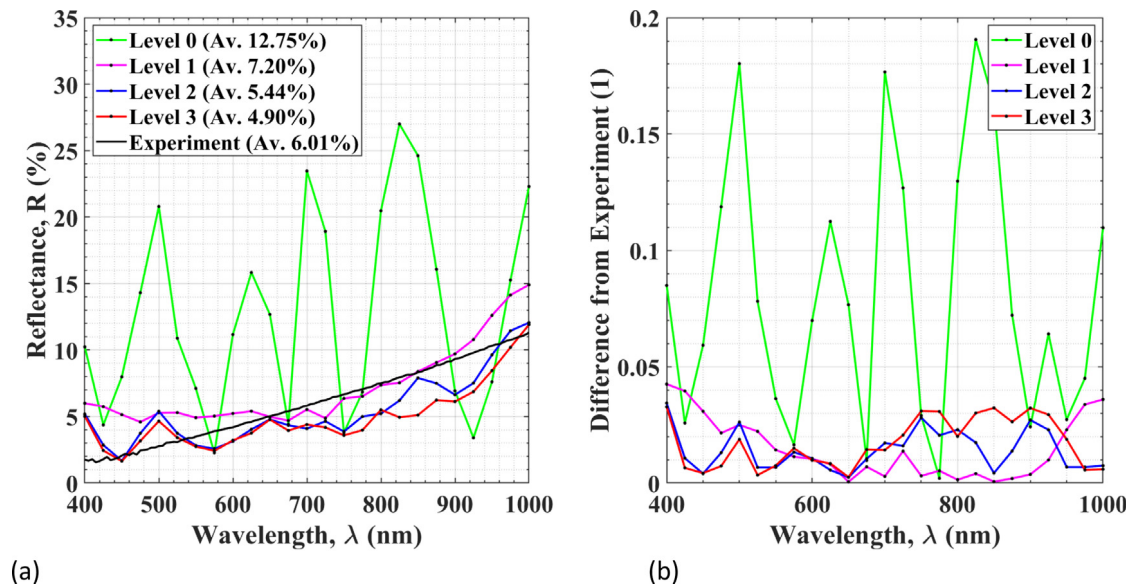 35
30
25
20
15
10
5
0
Reflectance, R (%)
Level 0 (Av. 12.75%)
Level 1 (Av. 7.20%)
Level 2 (Av. 5.44%)
Level 3 (Av. 4.90%)
Experiment (Av. 6.01%)
400 500 600 700 800 900 1000
Wavelength, λ (nm)
(a)
0.2
0.15
0.1
0.05
0
Difference from Experiment (1)
Level 0
Level 1
Level 2
Level 3
400 600 800 1000
Wavelength, λ (nm)
(b)